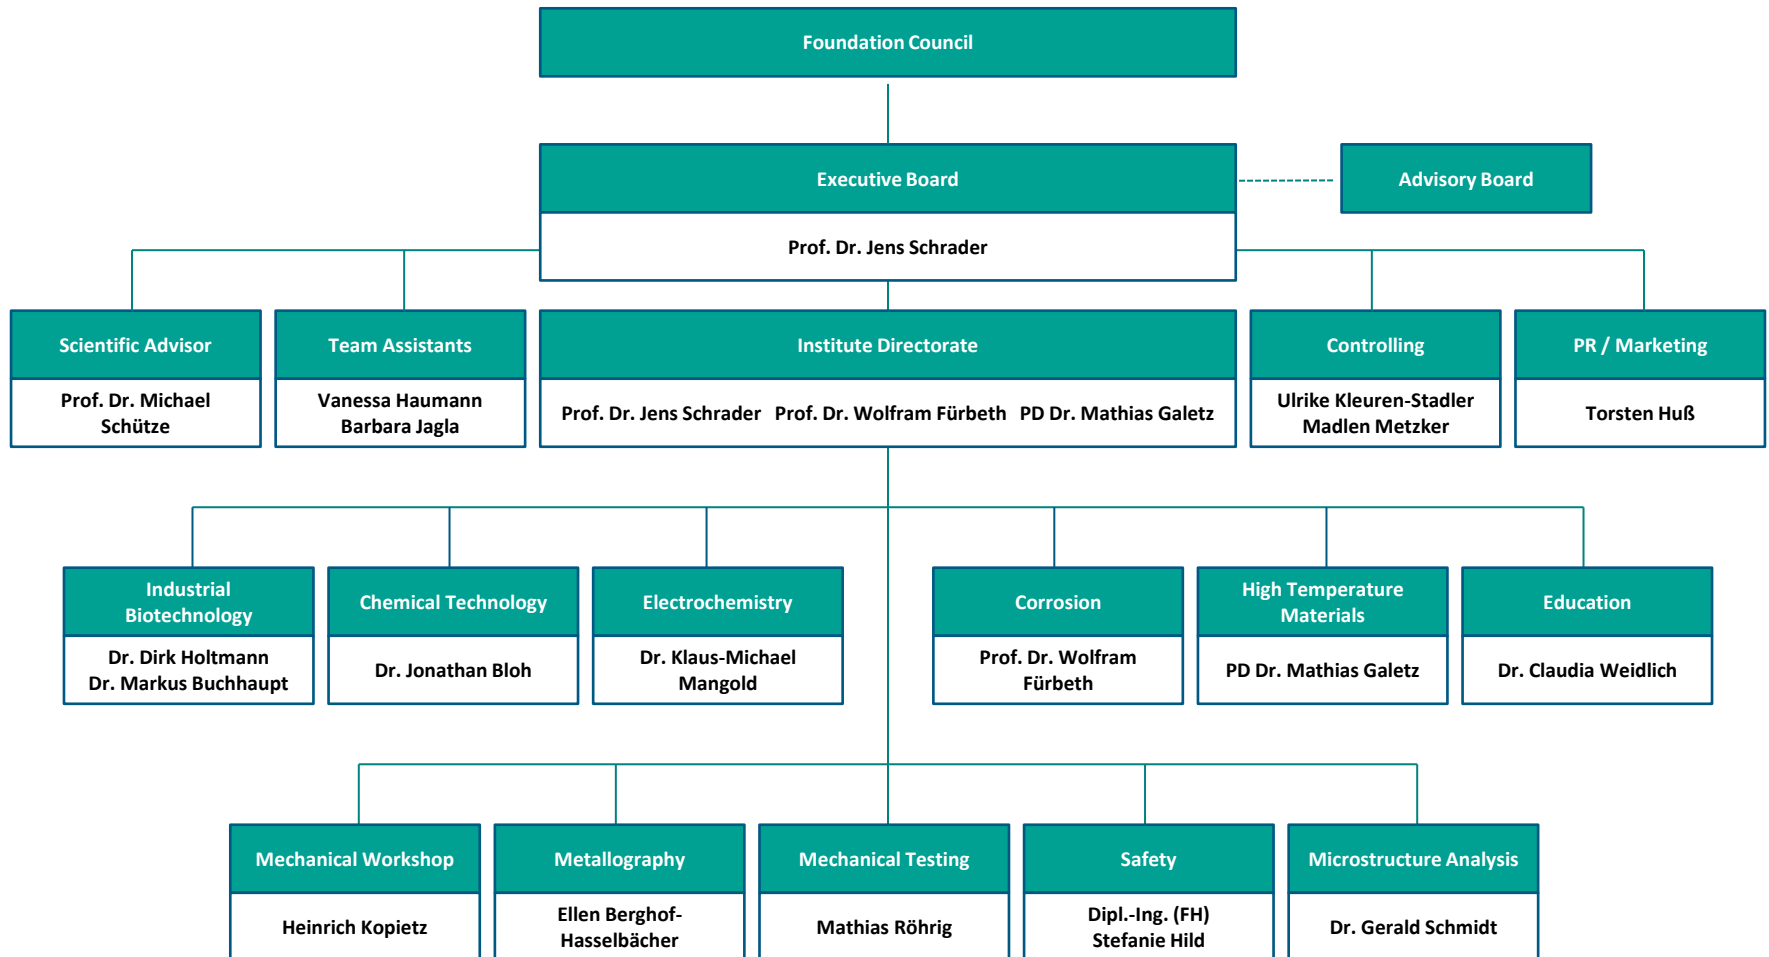 Foundation Council
Executive Board
Advisory Board
Prof. Dr. Jens Schrader
Scientific Advisor
Prof. Dr. Michael
Schütze
Team Assistants
Vanessa Haumann
Barbara Jagla
Institute Directorate
Prof. Dr. Jens Schrader Prof. Dr. Wolfram Fürbeth PD Dr. Mathias Galetz
Controlling
Ulrike Kleuren-Stadler
Madlen Metzker
PR / Marketing
Torsten Huß
Industrial
Biotechnology
Dr. Dirk Holtmann
Dr. Markus Buchhaupt
Chemical Technology
Dr. Jonathan Bloh
Electrochemistry
Dr. Klaus-Michael
Mangold
Corrosion
Prof. Dr. Wolfram
Fürbeth
High Temperature
Materials
PD Dr. Mathias Galetz
Education
Dr. Claudia Weidlich
Mechanical Workshop
Heinrich Kopietz
Metallography
Ellen Berghof-
Hasselbächer
Mechanical Testing
Mathias Röhrig
Safety
Dipl.-Ing. (FH)
Stefanie Hild
Microstructure Analysis
Dr. Gerald Schmidt